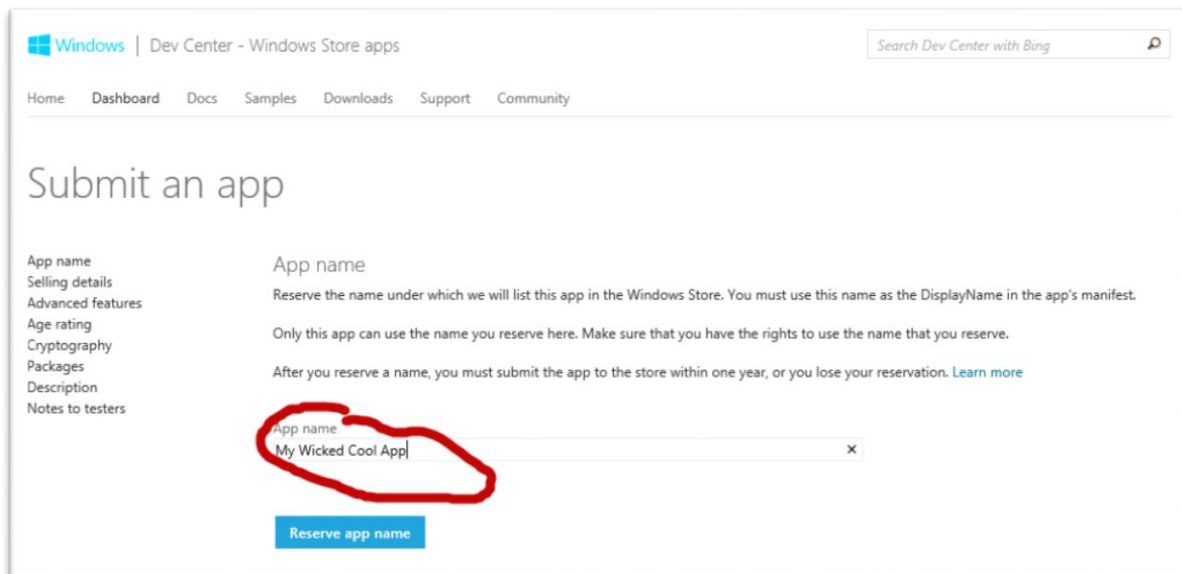 Windows | Dev Center - Windows Store apps
Search Dev Center with Bing
Home Dashboard Docs Samples Downloads Support Community
Submit an app
App name
Selling details
Advanced features
Age rating
Cryptography
Packages
Description
Notes to testers
App name
Reserve the name under which we will list this app in the Windows Store. You must use this name as the DisplayName in the app's manifest.
Only this app can use the name you reserve here. Make sure that you have the rights to use the name that you reserve.
After you reserve a name, you must submit the app to the store within one year, or you lose your reservation. Learn more
App name
My Wicked Cool App
Reserve app name